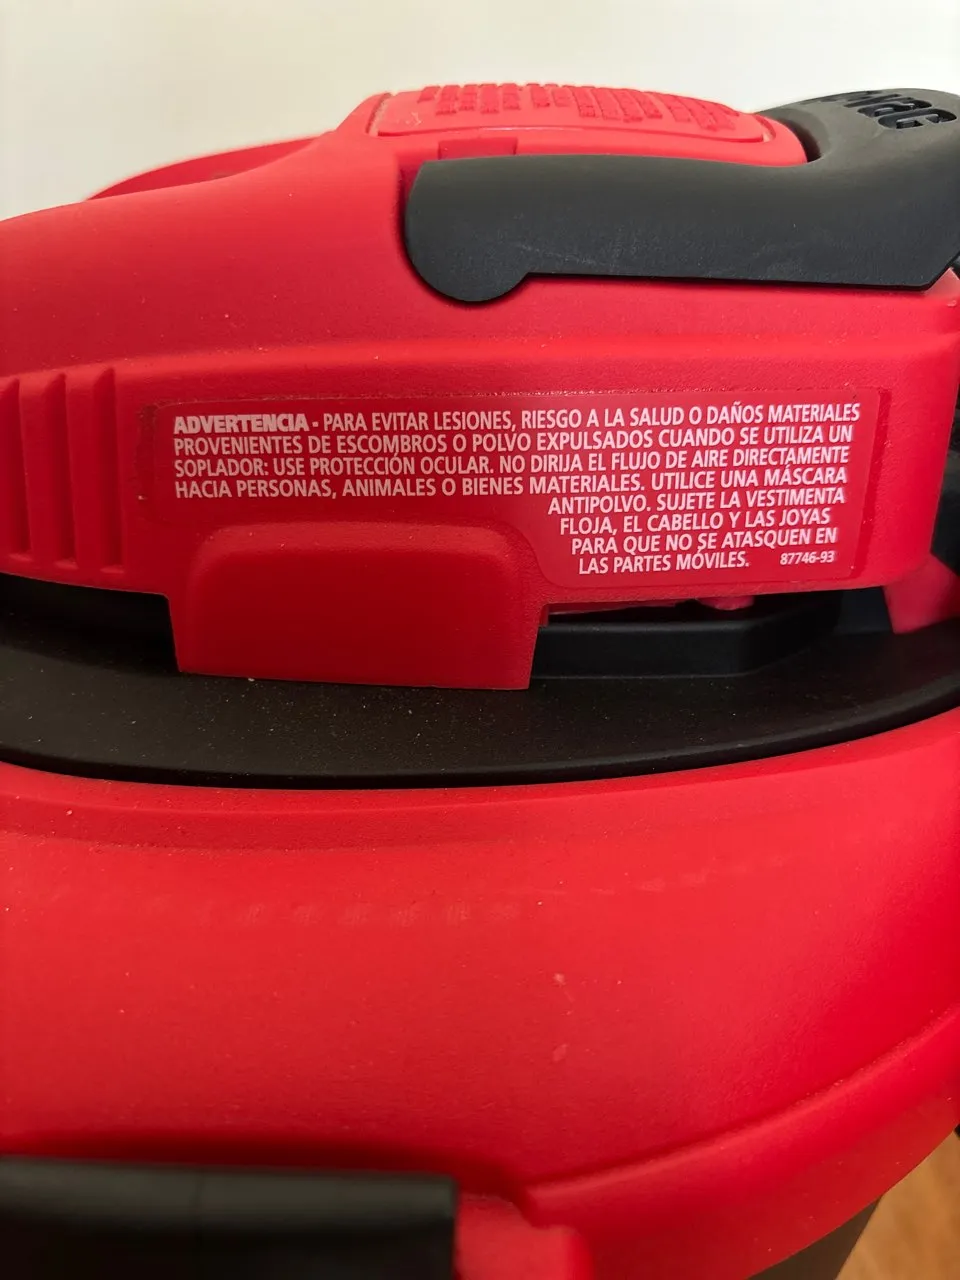 VAC
ADVERTENCIA - PARA EVITAR LESIONES, RIESGO A LA SALUD O DAÑOS MATERIALES
PROVENIENTES DE ESCOMBROS O POLVO EXPULSADOS CUANDO SE UTILIZA UN
SOPLADOR: USE PROTECCIÓN OCULAR. NO DIRIJA EL FLUJO DE AIRE DIRECTAMENTE
HACIA PERSONAS, ANIMALES O BIENES MATERIALES. UTILICE UNA MÁSCARA
ANTIPOLVO. SUJETE LA VESTIMENTA
FLOJA, EL CABELLO Y LAS JOYAS
PARA QUE NO SE ATASQUEN EN
LAS PARTES MÓVILES. 87746-93